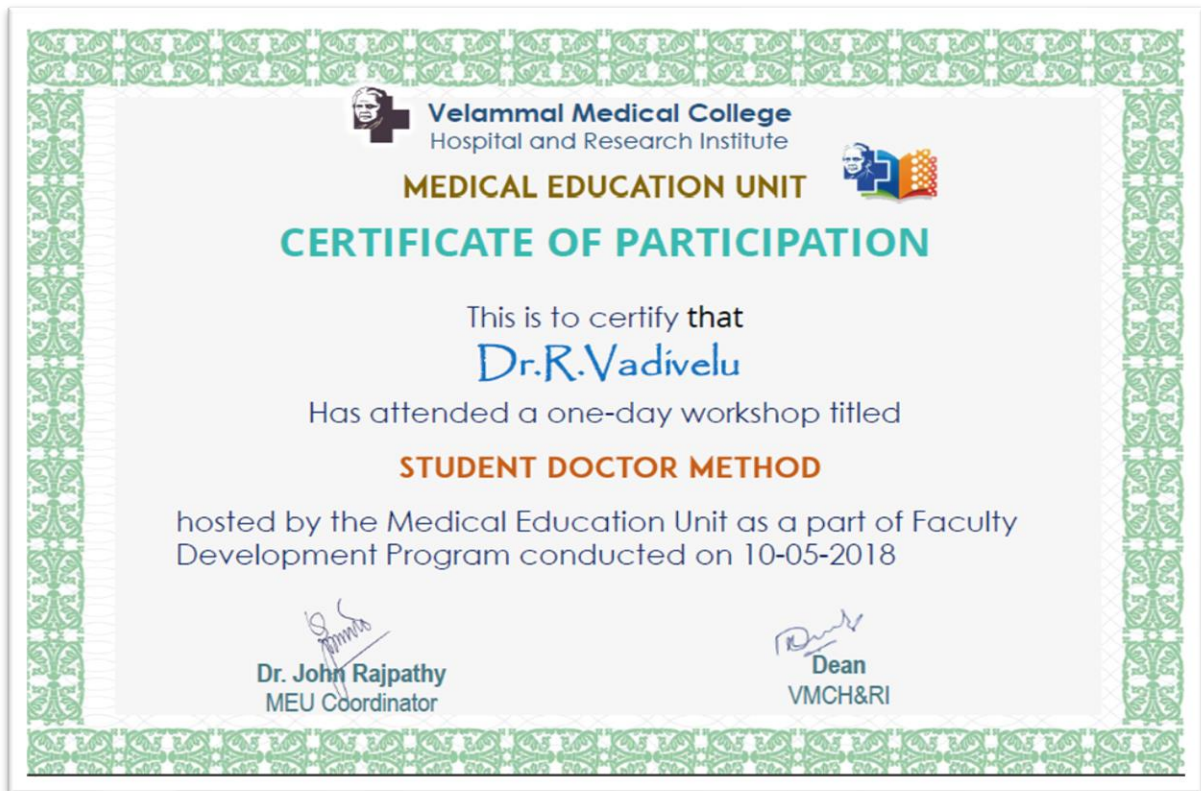 Velammal Medical College
Hospital and Research Institute
MEDICAL EDUCATION UNIT
CERTIFICATE OF PARTICIPATION
This is to certify that
Dr.R.Vadivelu
Has attended a one-day workshop titled
STUDENT DOCTOR METHOD
hosted by the Medical Education Unit as a part of Faculty
Development Program conducted on 10-05-2018
Dr. John Rajpathy
MEU Coordinator
Dean
VMCH&RI